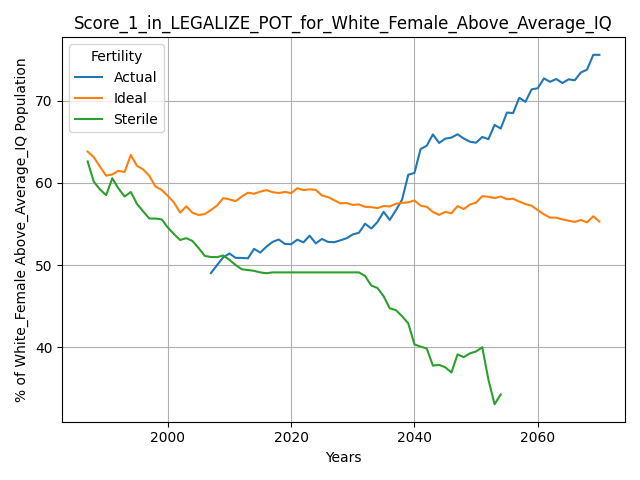 Score_1_in_LEGALIZE_POT_for_White_Female_Above_Average_IQ
Fertility
Actual
Ideal
Sterile
% of White_Female Above_Average_IQ Population
70
60
50
40
2000
2020
2040
2060
Years